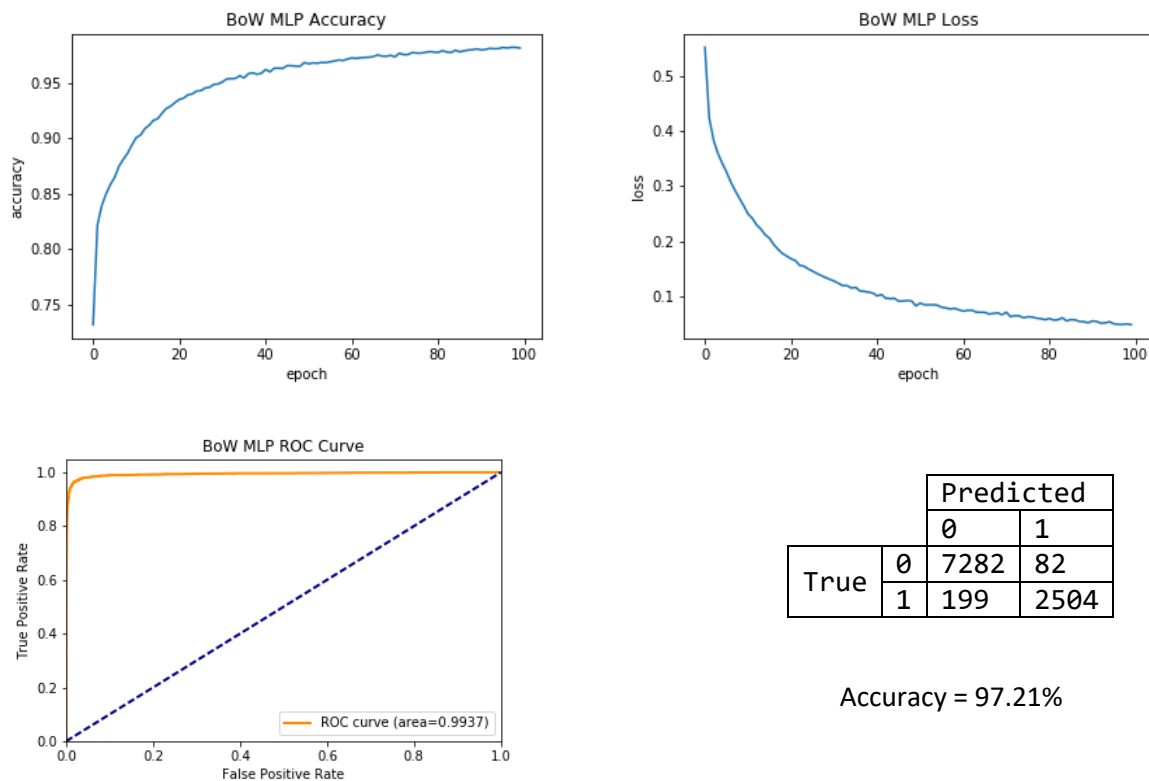 BoW MLP Accuracy
accuracy
0.95
0.90
0.85
0.80
0.75
0 20 40 60 80 100
epoch
BoW MLP Loss
loss
0.5
0.4
0.3
0.2
0.1
0 20 40 60 80 100
epoch
BoW MLP ROC Curve
True Positive Rate
1.0
0.8
0.6
0.4
0.2
0.0
ROC curve (area=0.9937)
0.0 0.2 0.4 0.6 0.8 1.0
False Positive Rate
Predicted
0 1
True 0 7282 82
1 199 2504
Accuracy = 97.21%